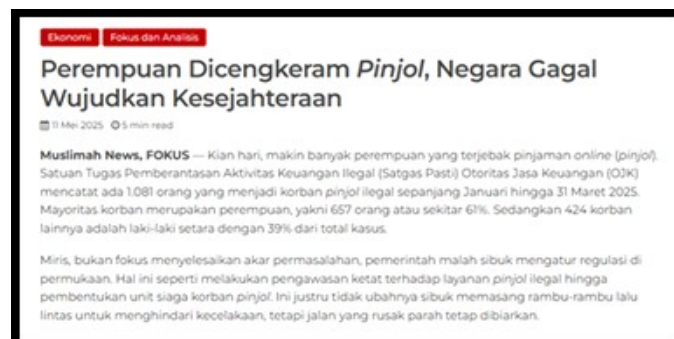 Ekonomi Fokus dan Analisis
Perempuan Dicengkeram Pinjol, Negara Gagal
Wujudkan Kesejahteraan
11 Mei 2025 5 min read
Muslimah News, FOKUS — Kian hari, makin banyak perempuan yang terjebak pinjaman online (pinjol).
Satuan Tugas Pemberantasan Aktivitas Keuangan Ilegal (Satgas Pasti) Otoritas Jasa Keuangan (OJK)
mencatat ada 1.081 orang yang menjadi korban pinjol ilegal sepanjang Januari hingga 31 Maret 2025.
Mayoritas korban merupakan perempuan, yakni 657 orang atau sekitar 61%. Sedangkan 424 korban
lainnya adalah laki-laki setara dengan 39% dari total kasus.
Miris, bukan fokus menyelesaikan akar permasalahan, pemerintah malah sibuk mengatur regulasi di
permukaan. Hal ini seperti melakukan pengawasan ketat terhadap layanan pinjol ilegal hingga
pembentukan unit siaga korban pinjol. Ini justru tidak ubahnya sibuk memasang rambu-rambu lalu
lintas untuk menghindari kecelakaan, tetapi jalan yang rusak parah tetap dibiarkan.